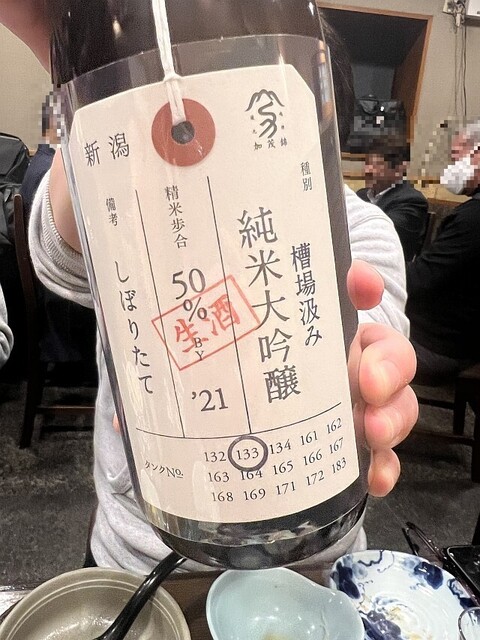 加茂錦
種別
槽場汲み
純米大吟醸
精米歩合
50%
BY
'21
生酒
新潟
備考
しぼりたて
タンクNo.
132 133 134 161 162
163 164 165 166 167
168 169 171 172 183